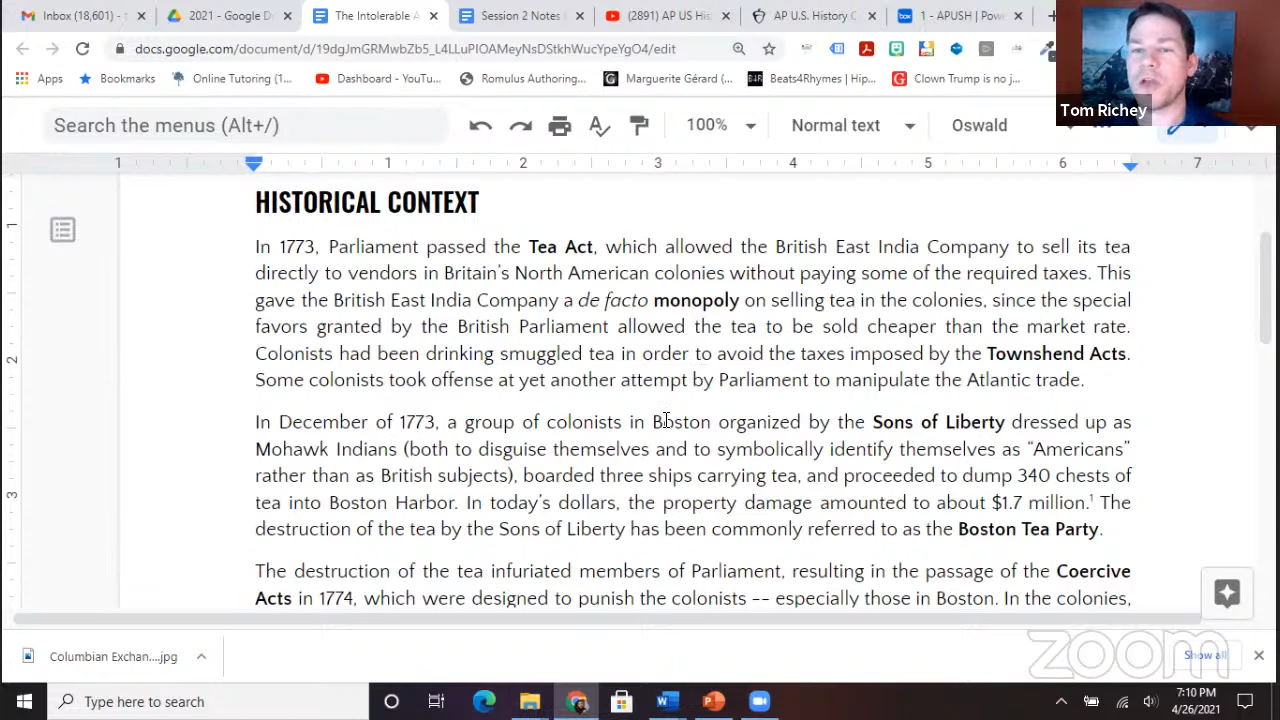 Inbox (18,601)
2021 - Google D
The Intolerable A
Session 2 Notes
(2891) AP US His
AP U.S. History C
1 - APUSH | Pow
docs.google.com/document/d/19dgJnGRMwbZb5_L4LLuPIOAMeyNsDStkhWucYpeYgO4/edit
Apps
Bookmarks
Online Tutoring (1...
Dashboard - YouTu...
Romulus Authoring...
Marguerite Gérard (...
Beats4Rhymes | Hip...
Clown Trump is no j...
Tom Richey
Search the menus (Alt+/)
100%
Normal text
Oswald
1 1 2 3 4 5 6 7
HISTORICAL CONTEXT
In 1773, Parliament passed the Tea Act, which allowed the British East India Company to sell its tea
directly to vendors in Britain's North American colonies without paying some of the required taxes. This
gave the British East India Company a de facto monopoly on selling tea in the colonies, since the special
favors granted by the British Parliament allowed the tea to be sold cheaper than the market rate.
Colonists had been drinking smuggled tea in order to avoid the taxes imposed by the Townshend Acts.
Some colonists took offense at yet another attempt by Parliament to manipulate the Atlantic trade.
In December of 1773, a group of colonists in Boston organized by the Sons of Liberty dressed up as
Mohawk Indians (both to disguise themselves and to symbolically identify themselves as “Americans”
rather than as British subjects), boarded three ships carrying tea, and proceeded to dump 340 chests of
tea into Boston Harbor. In today's dollars, the property damage amounted to about $1.7 million.¹ The
destruction of the tea by the Sons of Liberty has been commonly referred to as the Boston Tea Party.
The destruction of the tea infuriated members of Parliament, resulting in the passage of the Coercive
Acts in 1774, which were designed to punish the colonists -- especially those in Boston. In the colonies,
1
2
3
Columbian Exchan....jpg
zoom
Show all
Type here to search
7:10 PM
4/26/2021